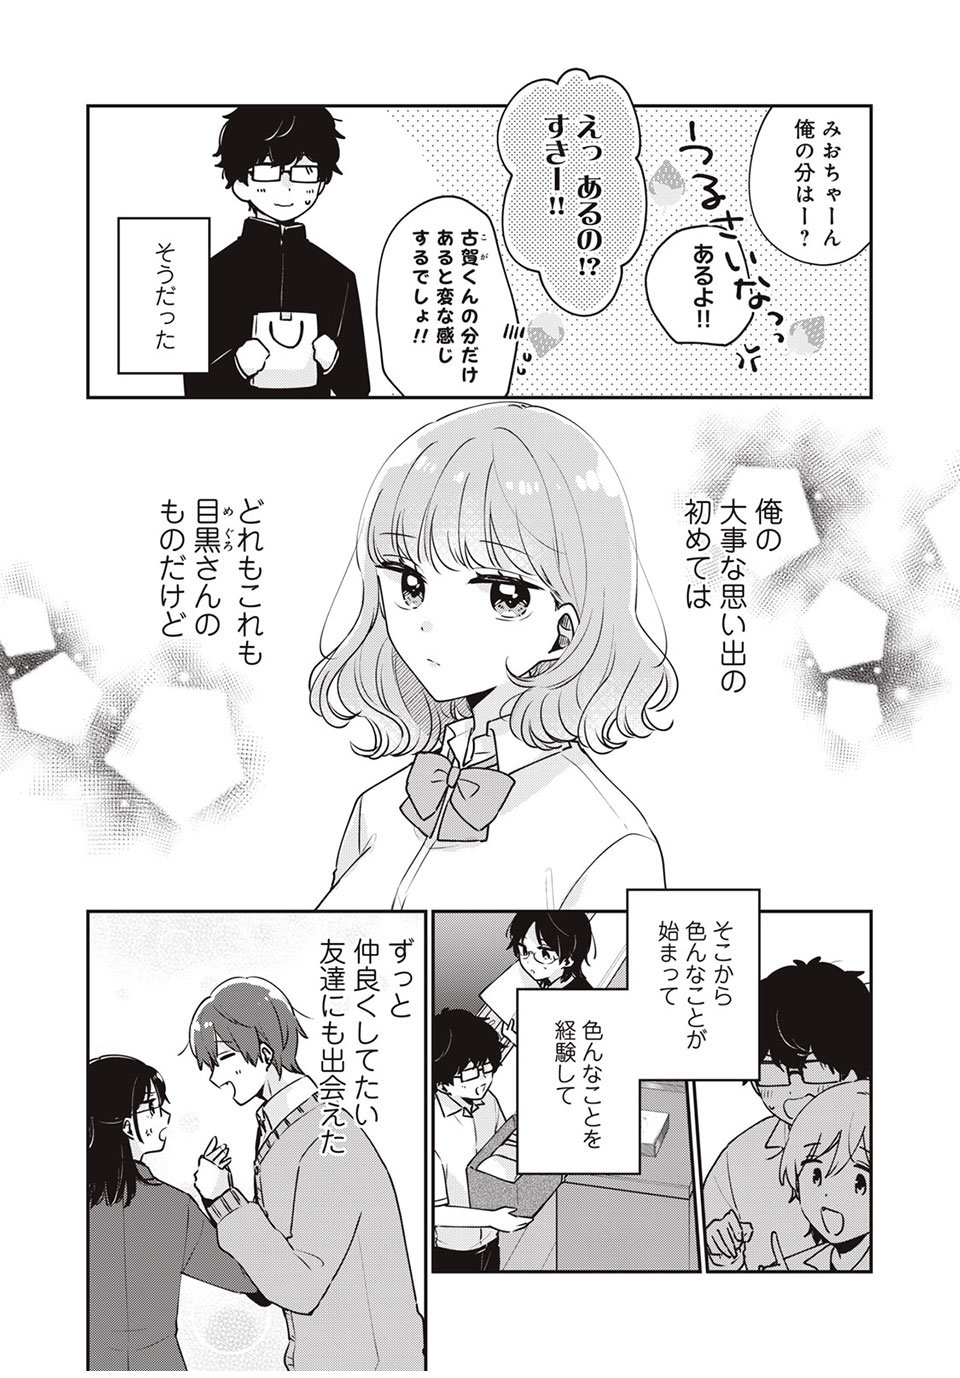 みおちゃーん
俺の分はー?
うるさいなっっ
あるよ!!
えっ あるの!?
すきー!!
古賀くんの分だけ
こが
あると変な感じ
するでしょ!!
そうだった
俺の
大事な思い出の
初めては
どれもこれも
目黒さんの
めぐろ
ものだけど
そこから
色んなことが
始まって
色んなことを
経験して
ずっと
仲良くしてたい
友達にも出会えた